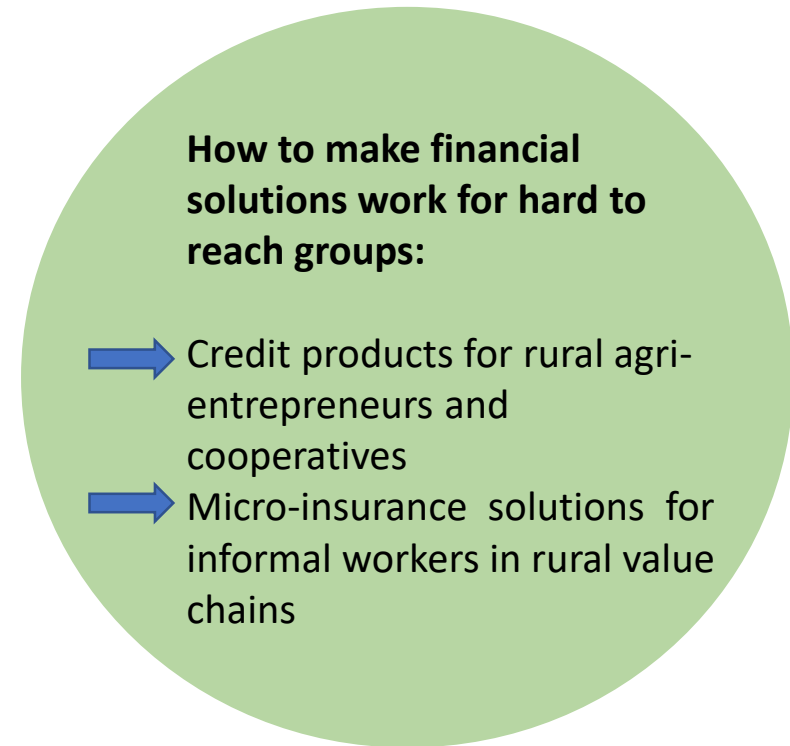 How to make financial
solutions work for hard to
reach groups:
Credit products for rural agri-
entrepreneurs and
cooperatives
Micro-insurance solutions for
informal workers in rural value
chains